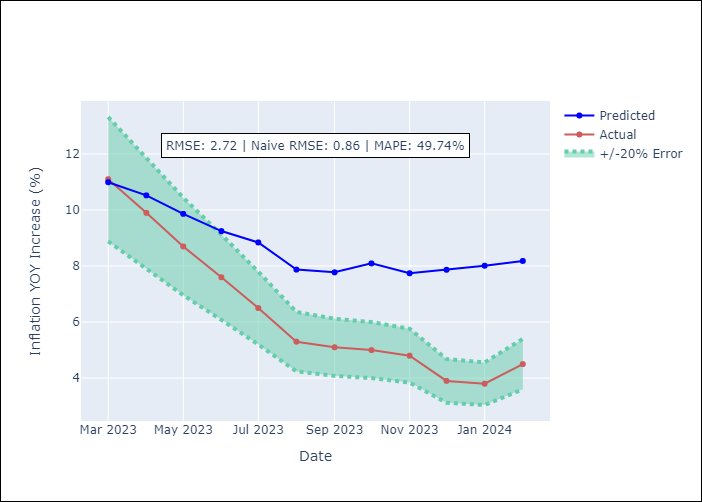 RMSE: 2.72 | Naive RMSE: 0.86 | MAPE: 49.74%
Predicted
Actual
+/-20% Error
Inflation YOY Increase (%)
12
10
8
6
4
Mar 2023 May 2023 Jul 2023 Sep 2023 Nov 2023 Jan 2024
Date